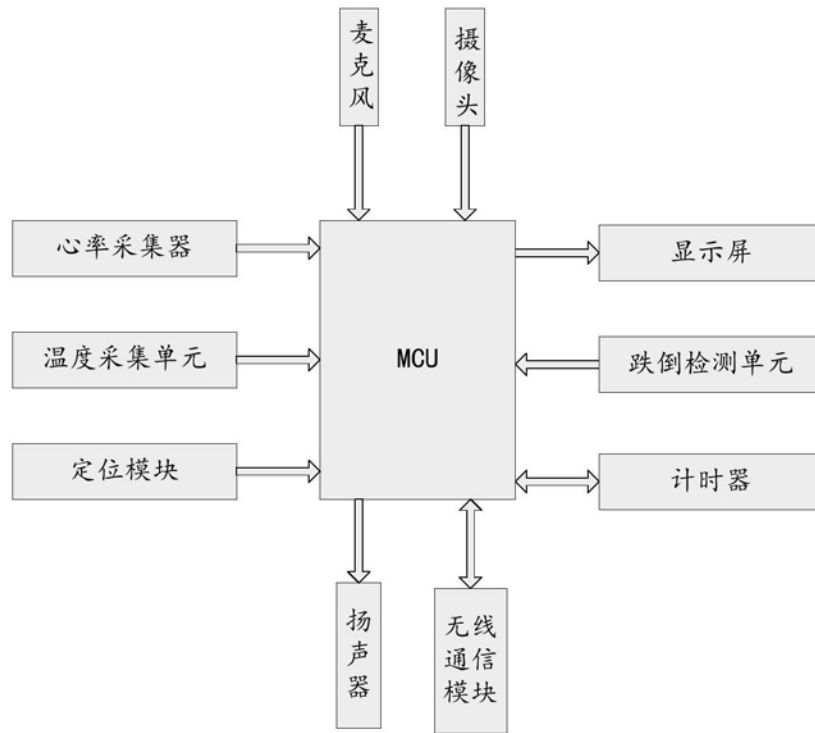 麦克风
摄像头
心率采集器
显示屏
温度采集单元
MCU
跌倒检测单元
定位模块
计时器
扬声器
无线
通信
模块